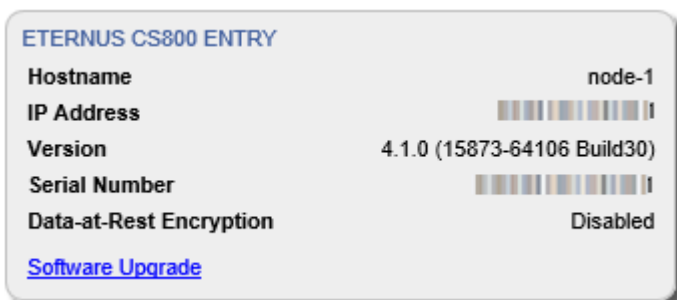 ETERNUS CS800 ENTRY
Hostname node-1
IP Address
Version 4.1.0 (15873-64106 Build30)
Serial Number
Data-at-Rest Encryption Disabled
Software Upgrade